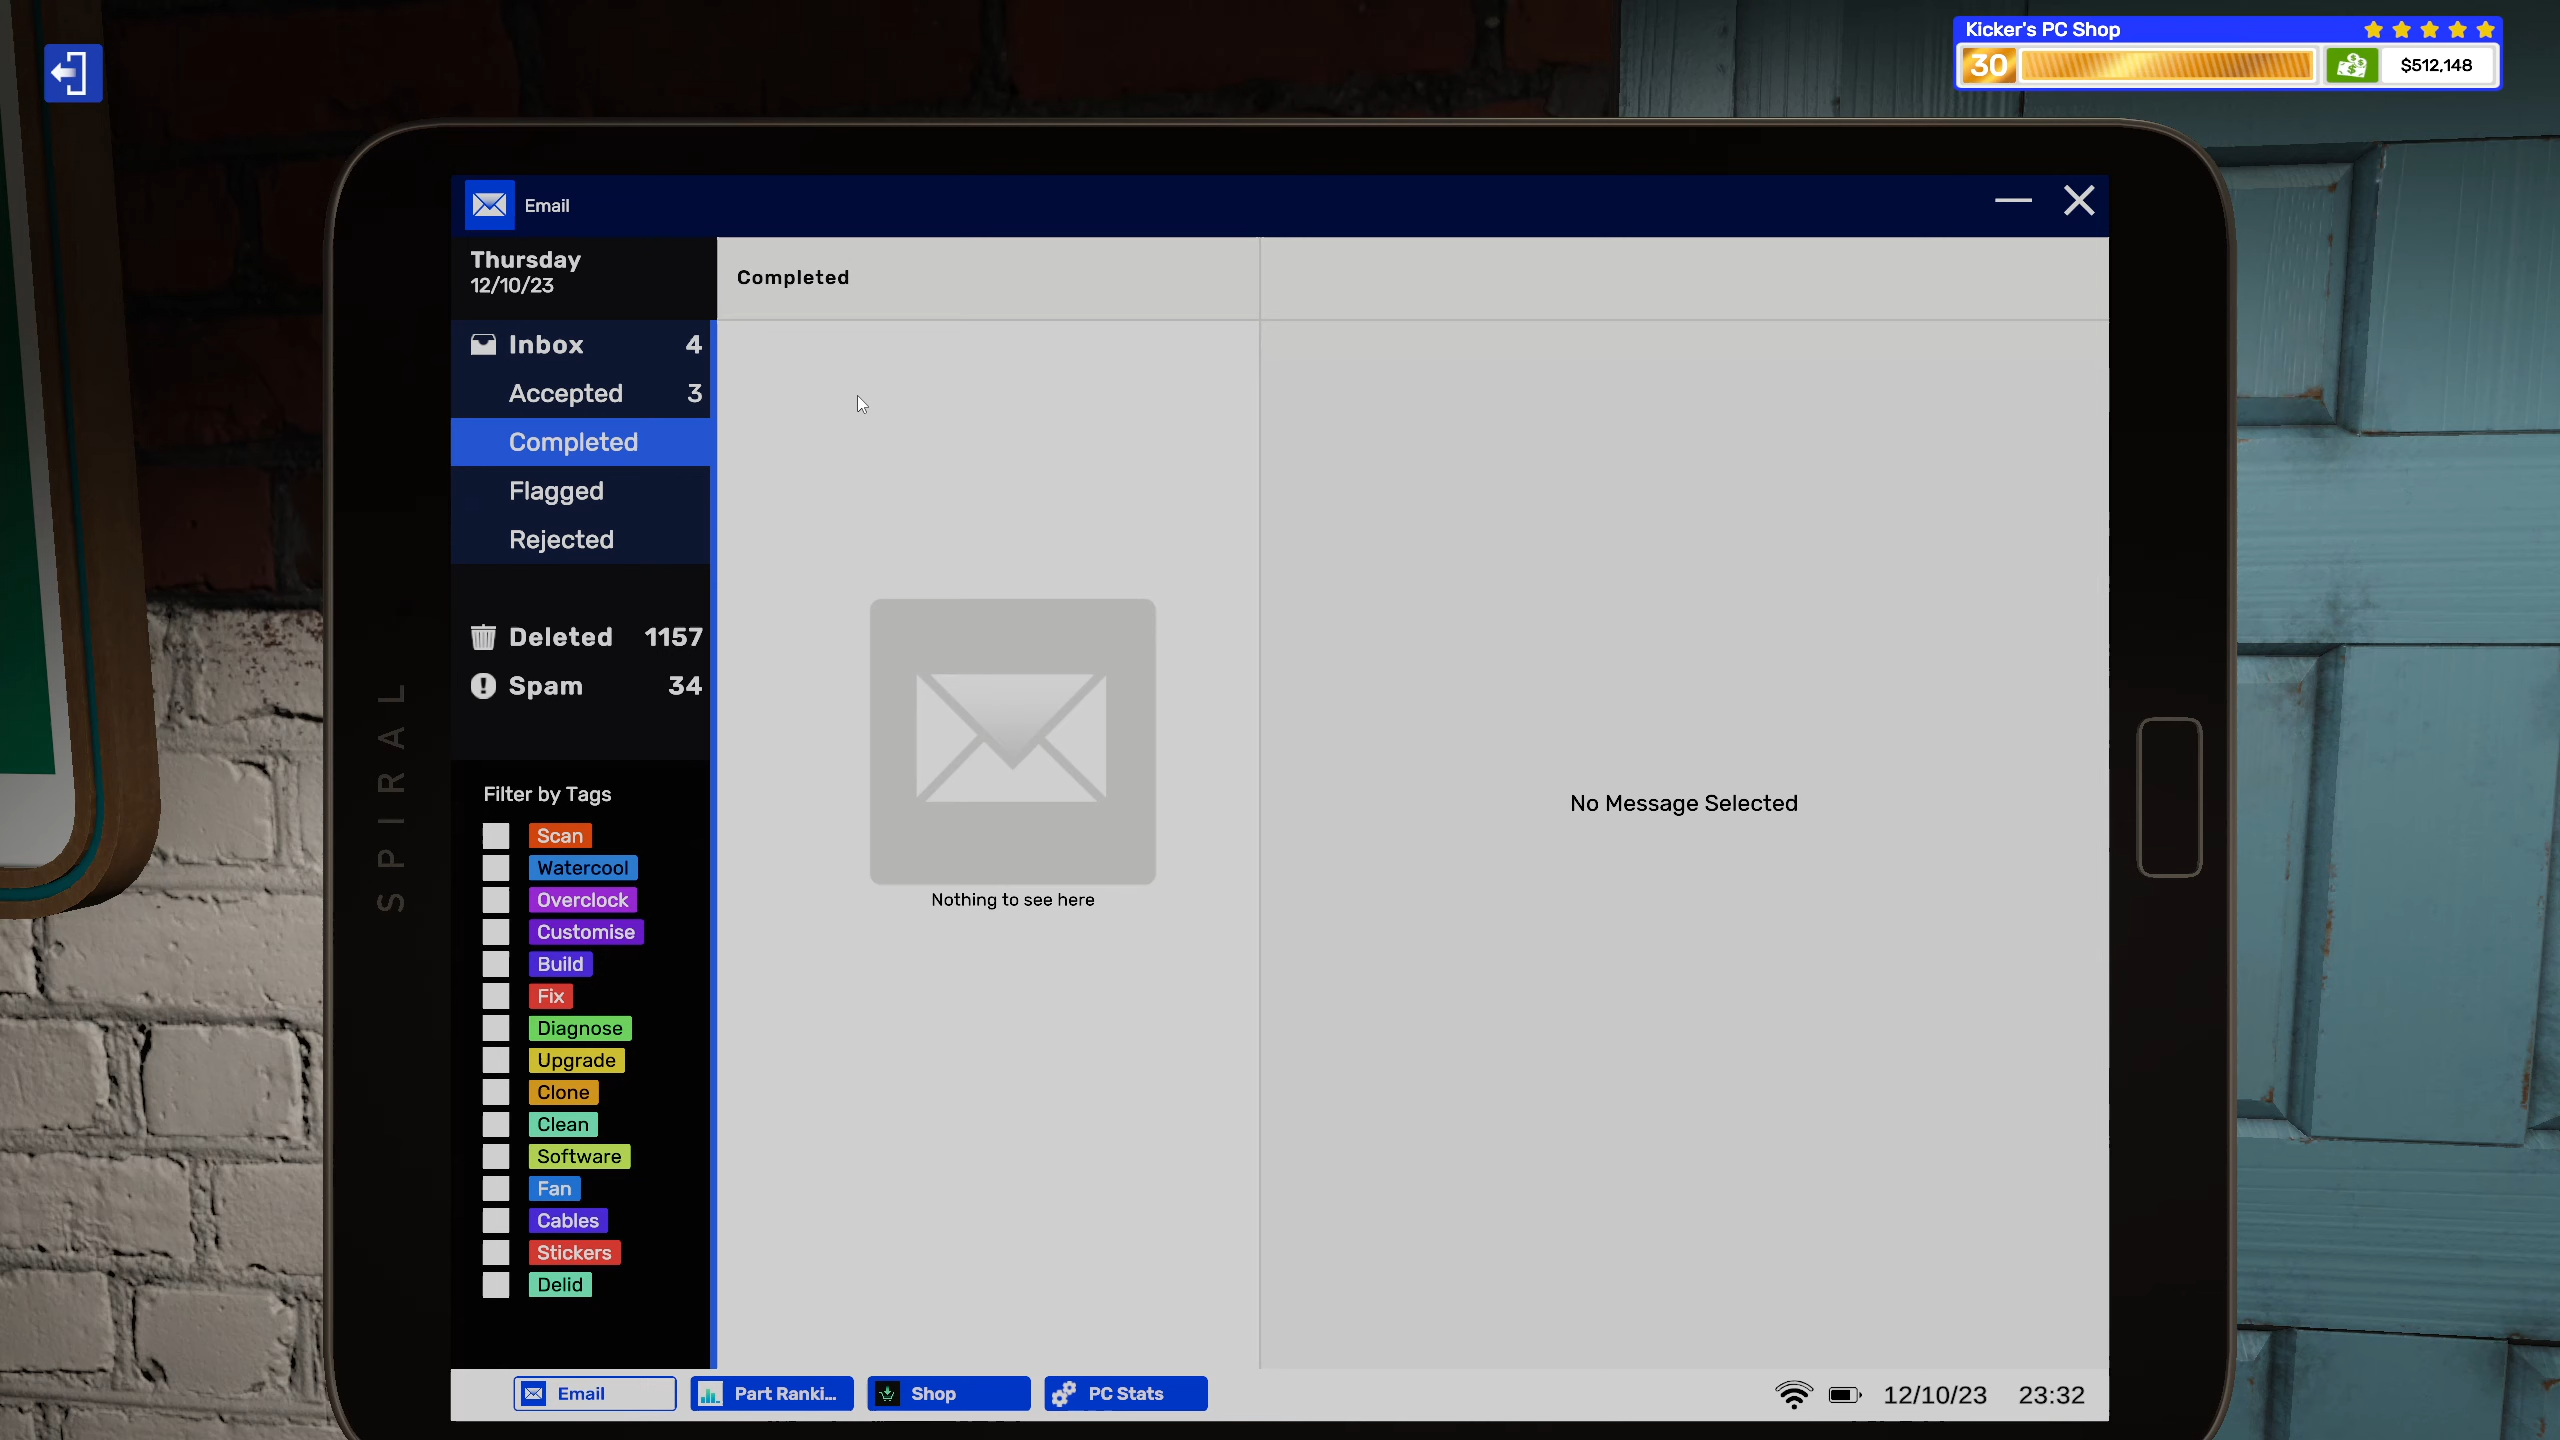 Kicker's PC Shop
30
$512,148
Email
Thursday
12/10/23
Completed
Inbox 4
Accepted 3
Completed
Flagged
Rejected
Deleted 1157
Spam 34
SPIRAL
Filter by Tags
Scan
Watercool
Overclock
Customise
Build
Fix
Diagnose
Upgrade
Clone
Clean
Software
Fan
Cables
Stickers
Delid
Nothing to see here
No Message Selected
Email
Part Ranki...
Shop
PC Stats
12/10/23 23:32